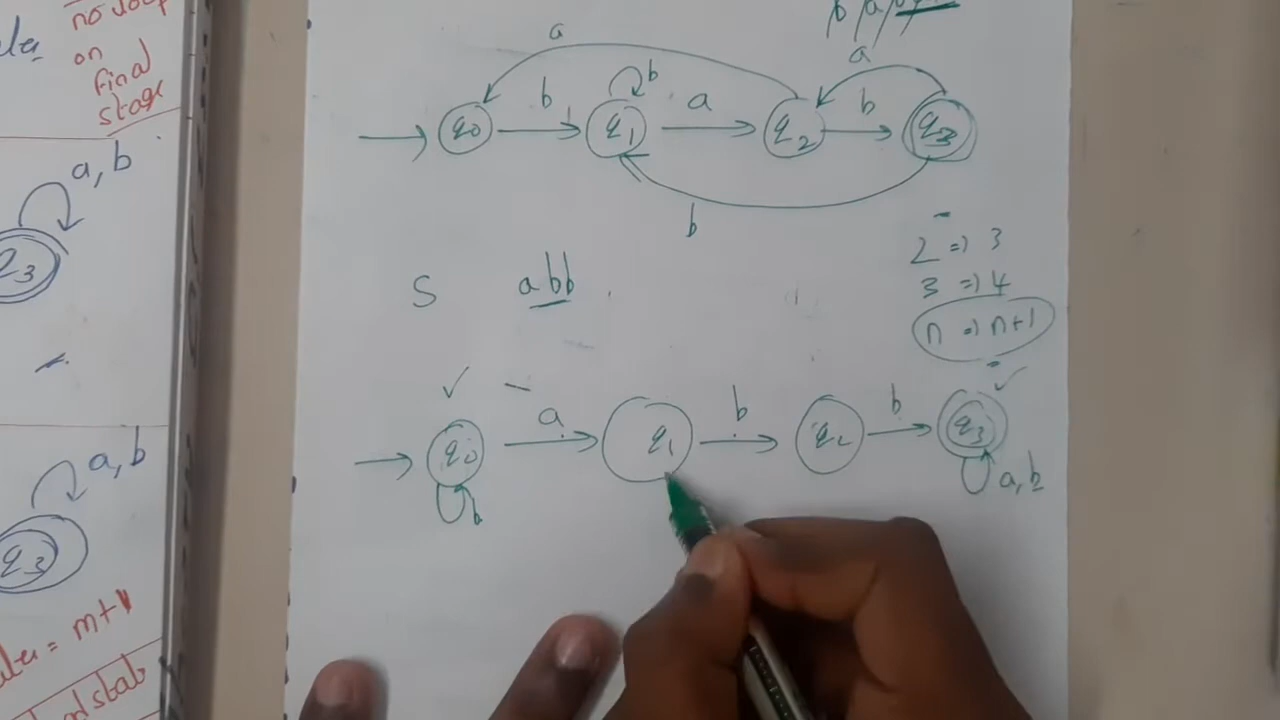 no loop
on
final
stage
a, b
q3
a, b
q3
= m+1
b, a,
a
a
b
b
a
b
q0
q1
q2
q3
b
S abb
2 => 3
3 => 4
n => n+1
a
b
b
q0
q1
q2
q3
b
a, b